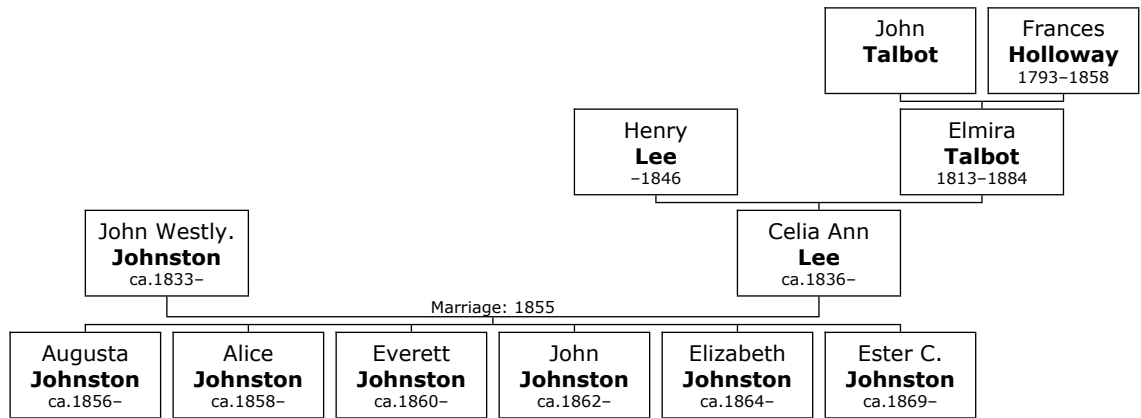 John
Talbot
Frances
Holloway
1793–1858
Henry
Lee
–1846
Elmira
Talbot
1813–1884
John Westly.
Johnston
ca.1833–
Celia Ann
Lee
ca.1836–
Marriage: 1855
Augusta
Johnston
ca.1856–
Alice
Johnston
ca.1858–
Everett
Johnston
ca.1860–
John
Johnston
ca.1862–
Elizabeth
Johnston
ca.1864–
Ester C.
Johnston
ca.1869–